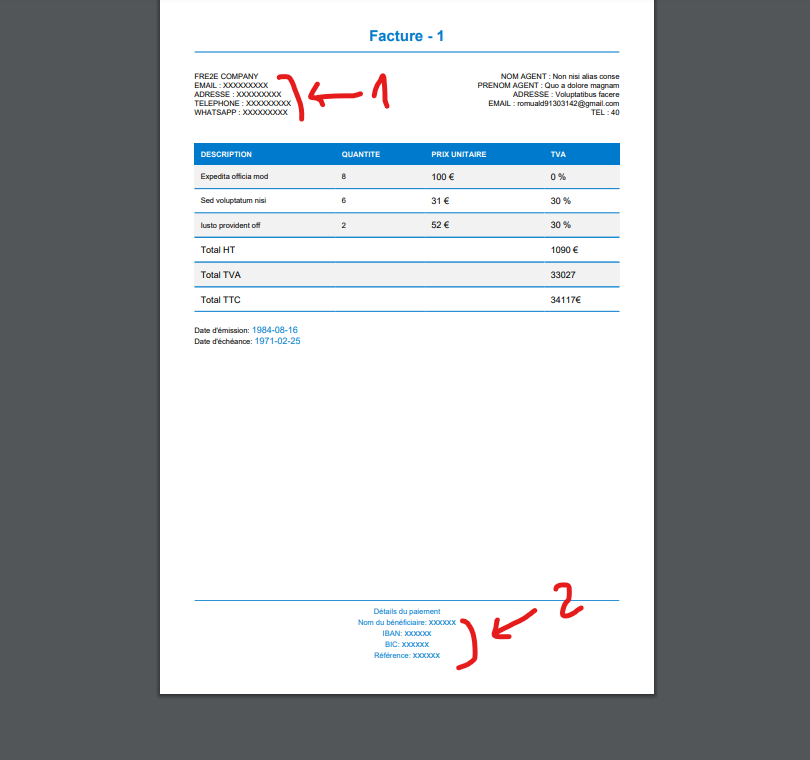 Facture - 1
FRE2E COMPANY
EMAIL : XXXXXXXXX
ADRESSE : XXXXXXXXX
TELEPHONE : XXXXXXXXX
WHATSAPP : XXXXXXXXX
1
NOM AGENT : Non nisi alias conse
PRENOM AGENT : Quo a dolore magnam
ADRESSE : Voluptatibus facere
EMAIL : romuald91303142@gmail.com
TEL : 40
DESCRIPTION QUANTITE PRIX UNITAIRE TVA
Expedita officia mod 8 100 € 0 %
Sed voluptatum nisi 6 31 € 30 %
Iusto provident off 2 52 € 30 %
Total HT 1090 €
Total TVA 33027
Total TTC 34117€
Date d'émission: 1984-08-16
Date d'échéance: 1971-02-25
2
Détails du paiement
Nom du bénéficiaire: XXXXXX
IBAN: XXXXXX
BIC: XXXXXX
Référence: XXXXXX